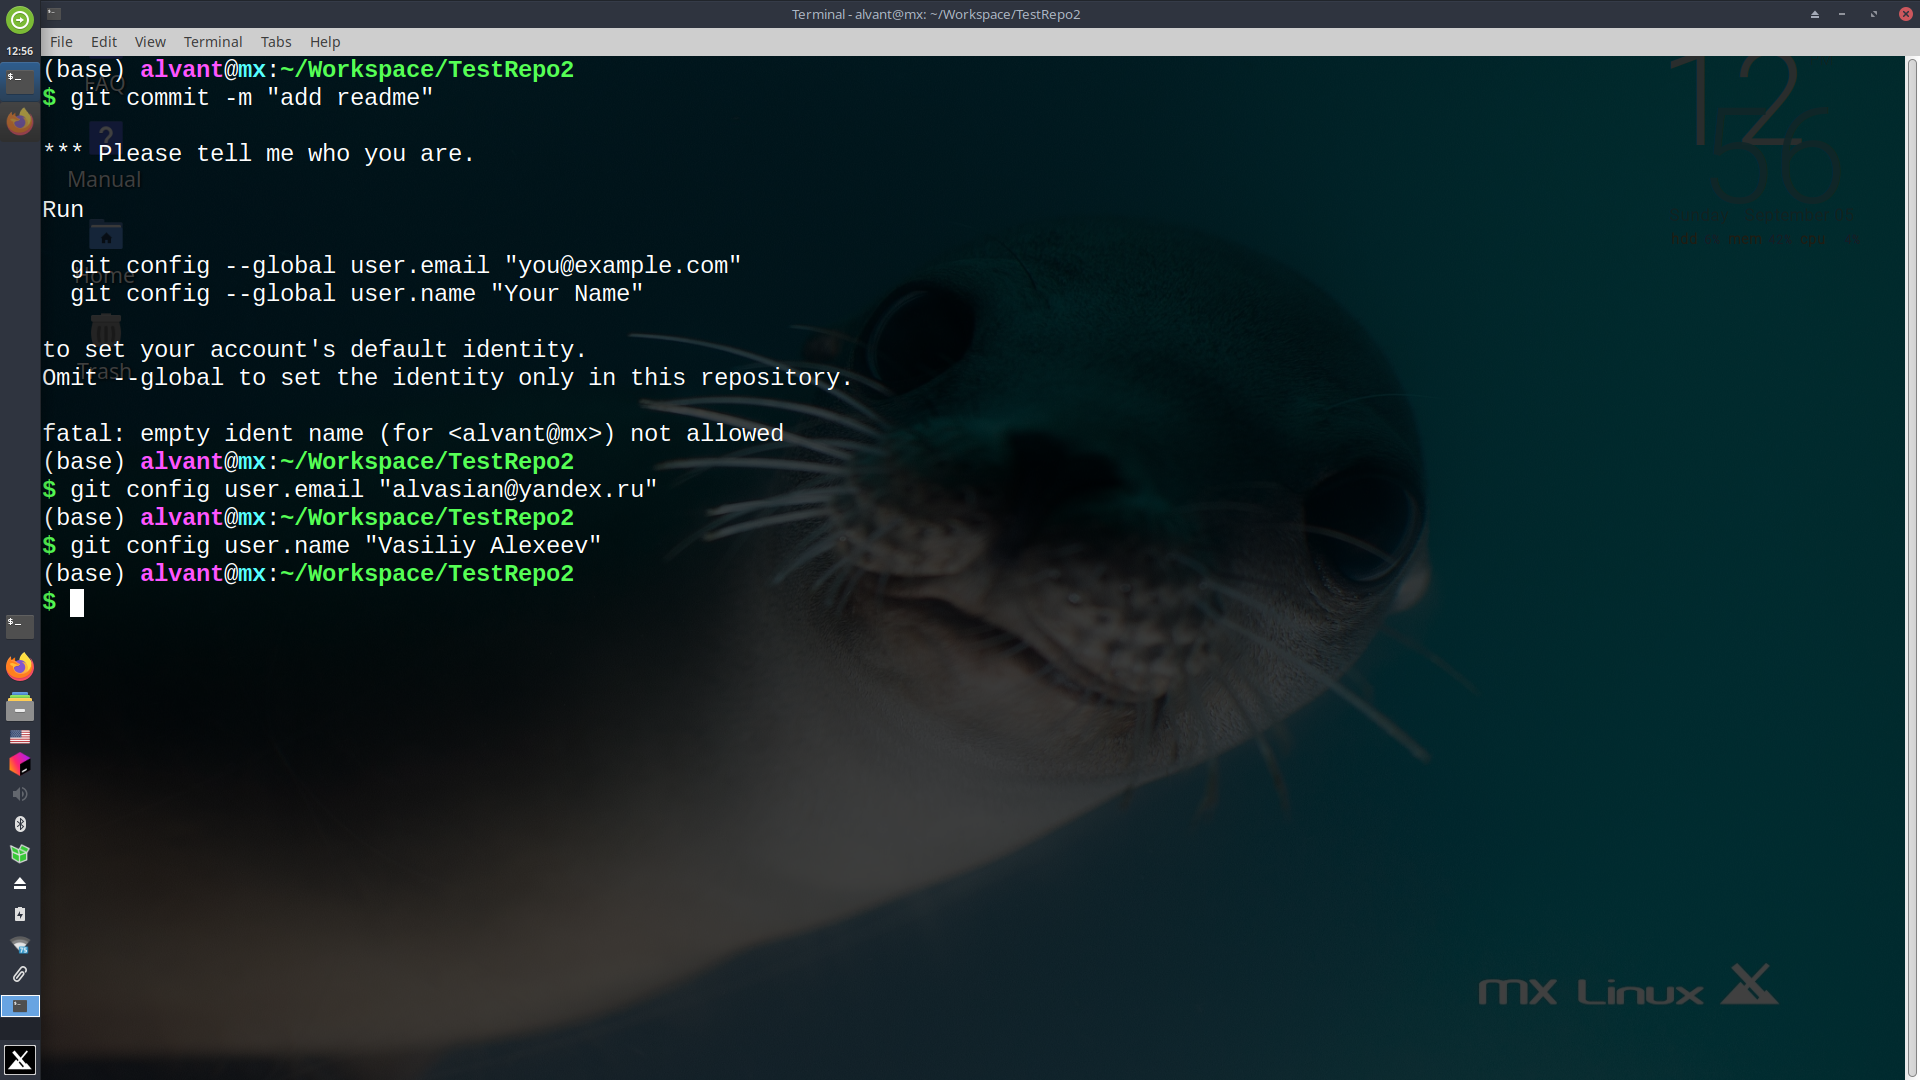 Terminal - alvant@mx: ~/Workspace/TestRepo2
12:56
File Edit View Terminal Tabs Help
(base) alvant@mx:~/Workspace/TestRepo2
$ git commit -m "add readme"
*** Please tell me who you are.
Run
git config --global user.email "you@example.com"
git config --global user.name "Your Name"
to set your account's default identity.
Omit --global to set the identity only in this repository.
fatal: empty ident name (for <alvant@mx>) not allowed
(base) alvant@mx:~/Workspace/TestRepo2
$ git config user.email "alvasian@yandex.ru"
(base) alvant@mx:~/Workspace/TestRepo2
$ git config user.name "Vasiliy Alexeev"
(base) alvant@mx:~/Workspace/TestRepo2
$
FAQ
Manual
Home
Trash
12
56
mx Linux